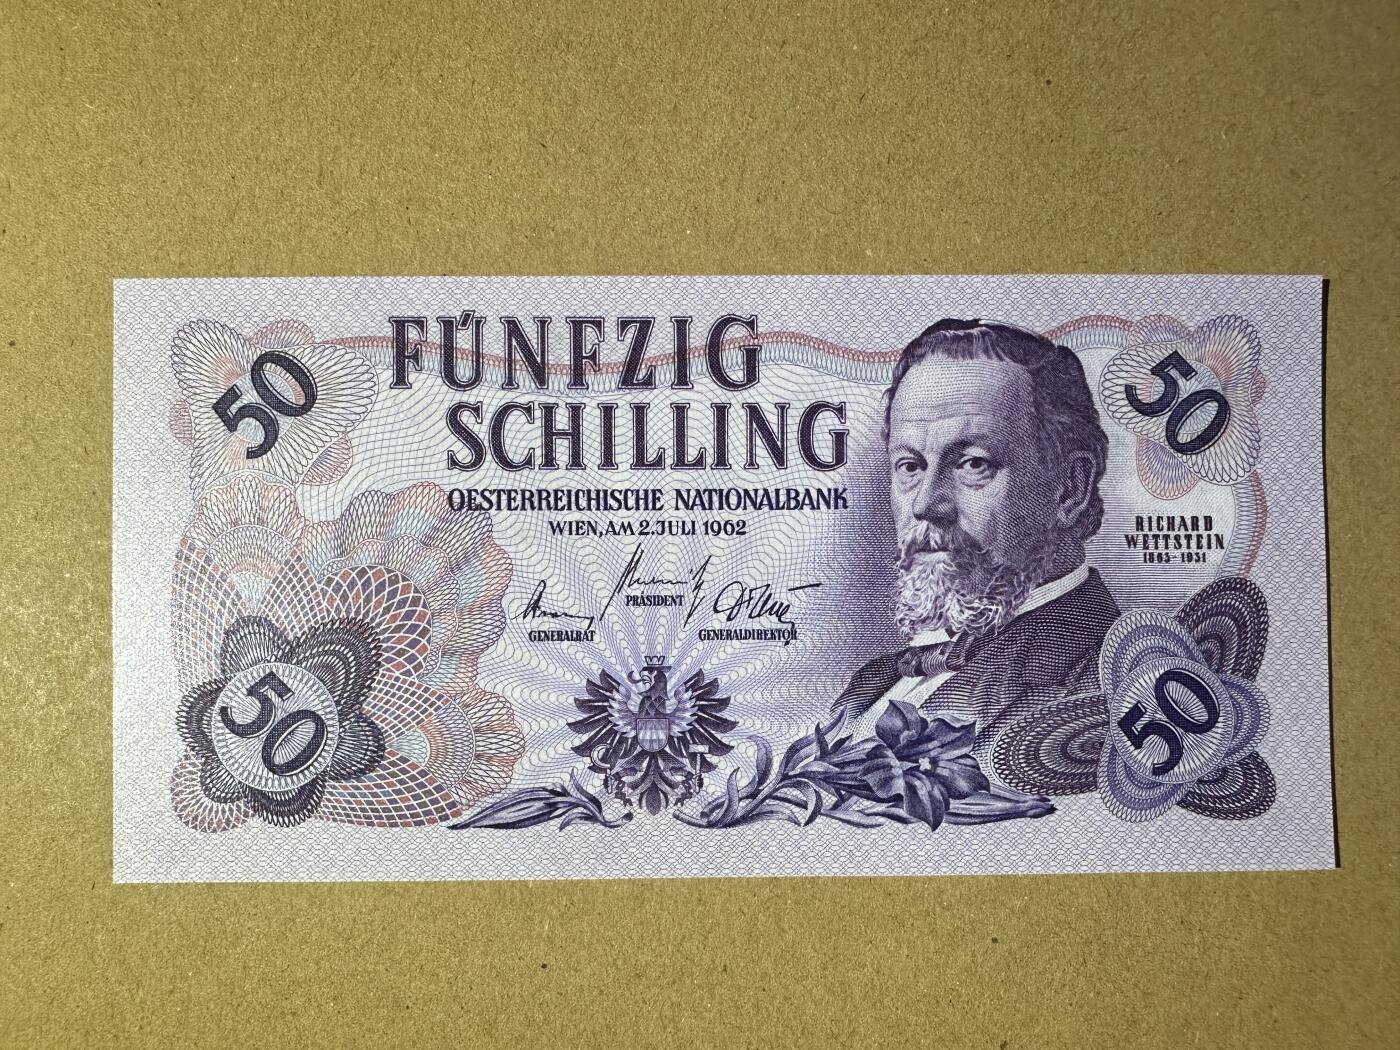 50
FÜNFZIG
SCHILLING
50
OESTERREICHISCHE NATIONALBANK
WIEN, AM 2. JULI 1962
RICHARD
WETTSTEIN
1863-1931
PRÄSIDENT
GENERALRAT
GENERALDIREKTOR
50
50